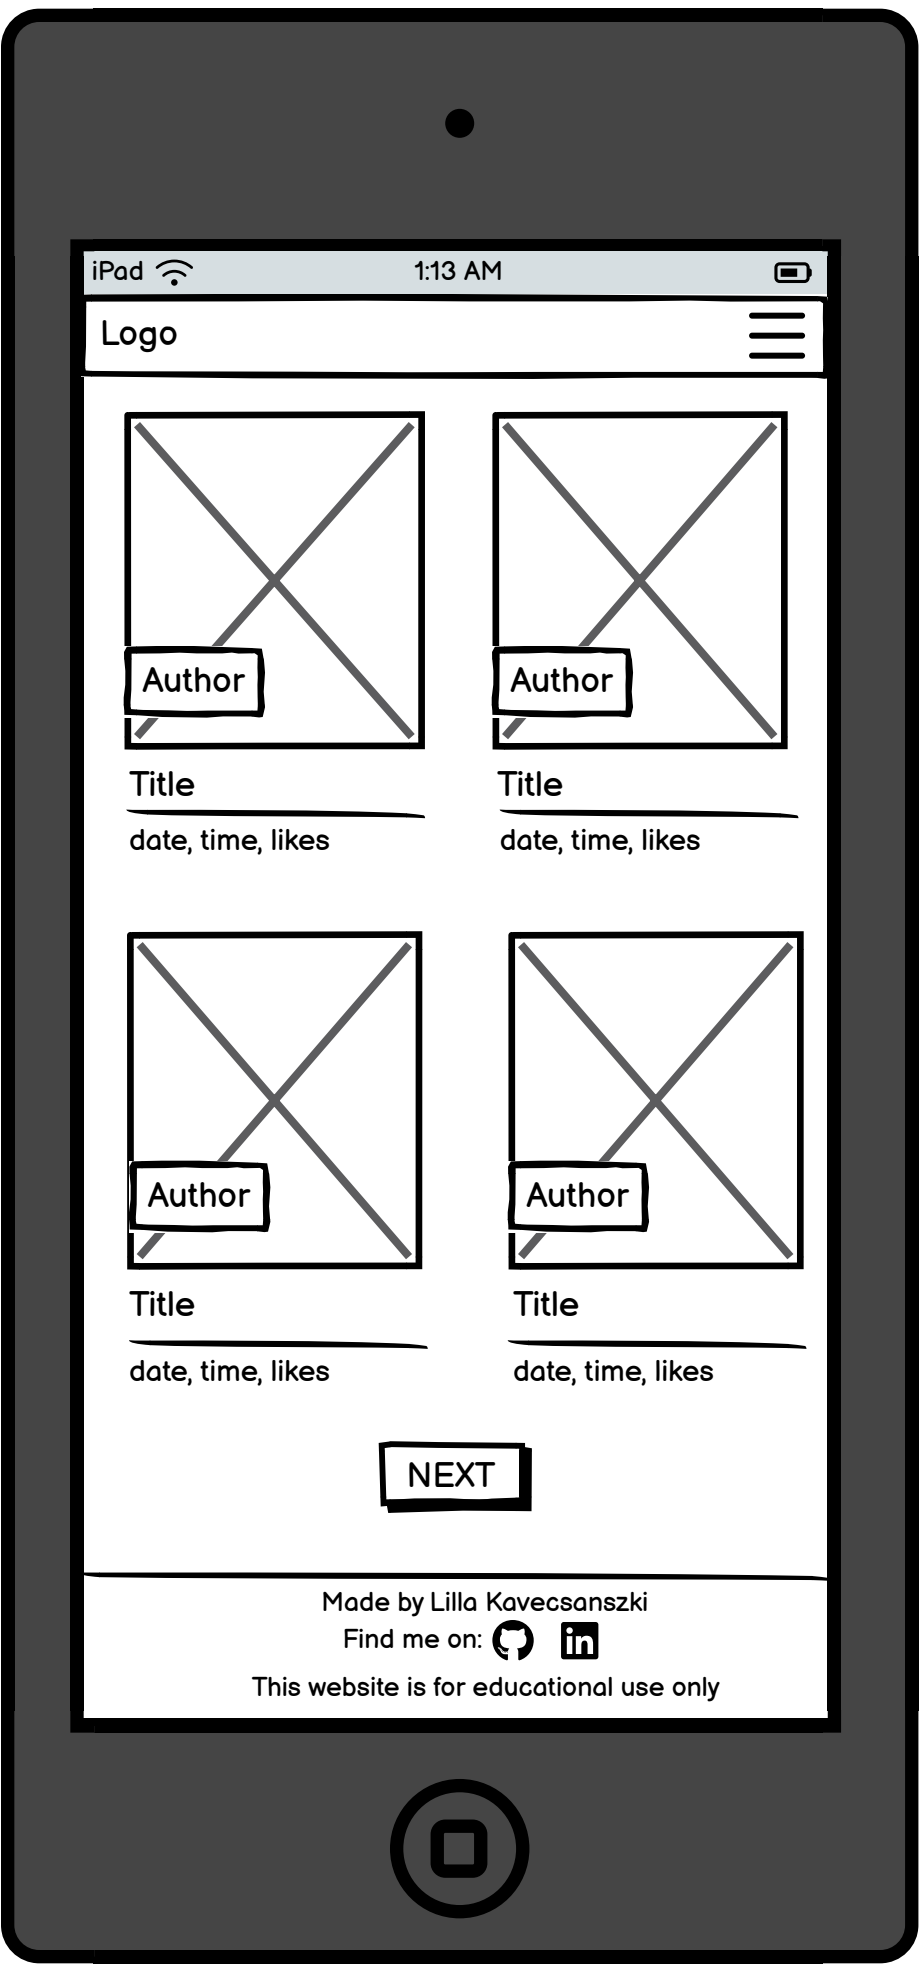 iPad 1:13 AM
Logo
Author Author
Title Title
date, time, likes date, time, likes
Author Author
Title Title
date, time, likes date, time, likes
NEXT
Made by Lilla Kavecsanszki
Find me on: in
This website is for educational use only